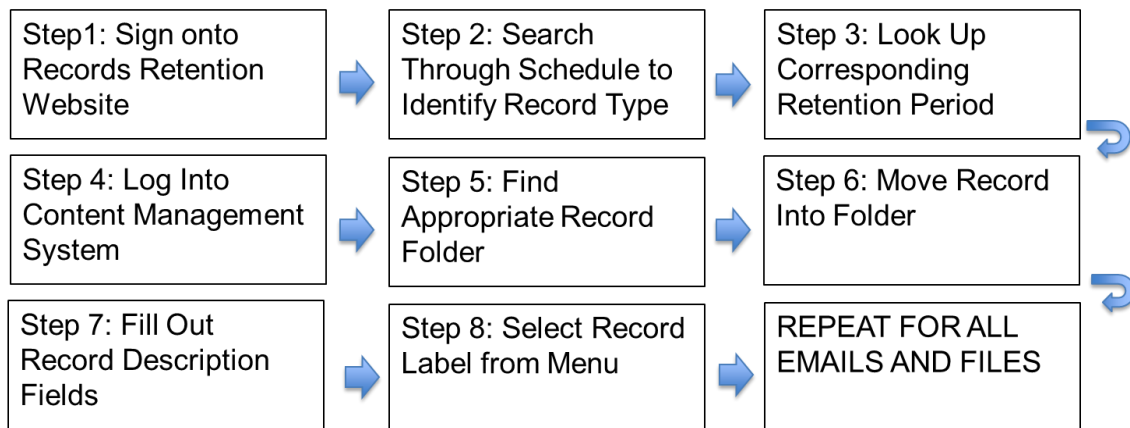 Step1: Sign onto
Records Retention
Website
Step 2: Search
Through Schedule to
Identify Record Type
Step 3: Look Up
Corresponding
Retention Period
Step 4: Log Into
Content Management
System
Step 5: Find
Appropriate Record
Folder
Step 6: Move Record
Into Folder
Step 7: Fill Out
Record Description
Fields
Step 8: Select Record
Label from Menu
REPEAT FOR ALL
EMAILS AND FILES